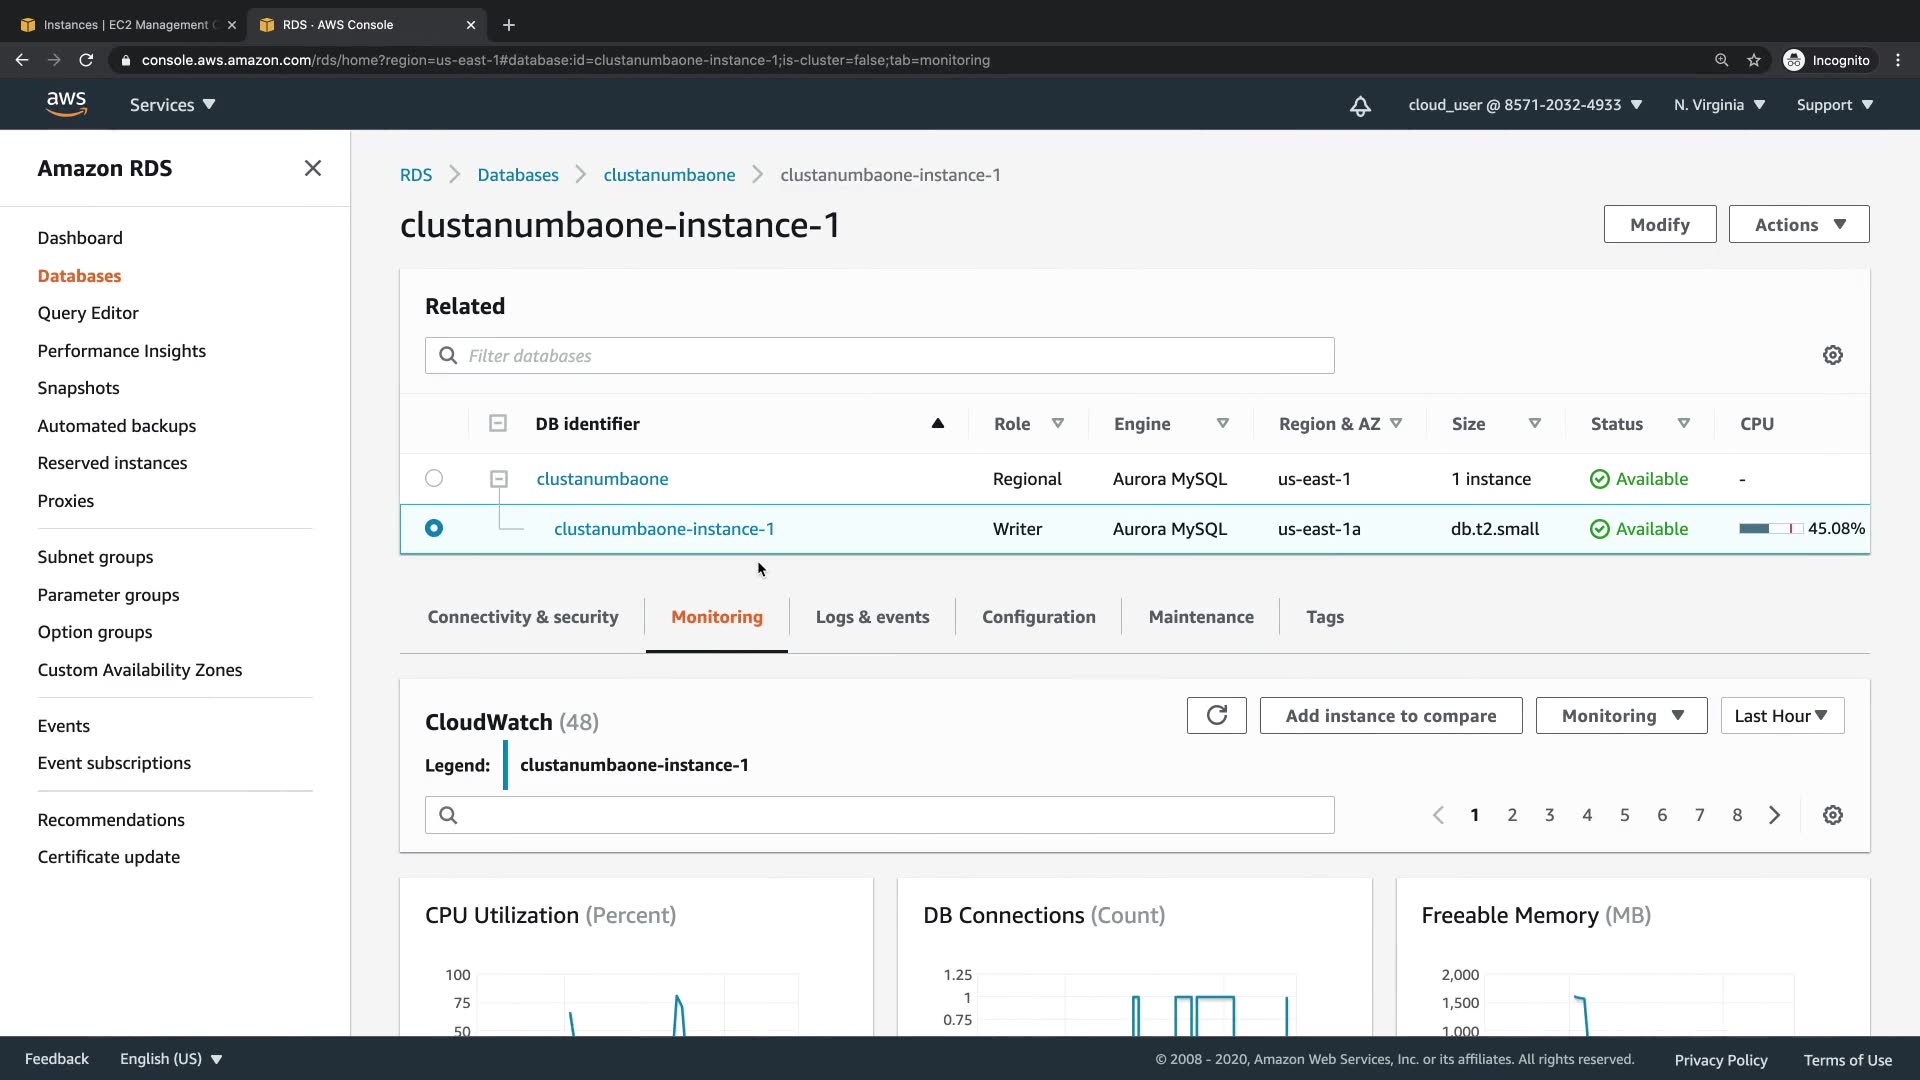 Instances | EC2 Management C
RDS · AWS Console
console.aws.amazon.com/rds/home?region=us-east-1#database:id=clustanumbaone-instance-1;is-cluster=false;tab=monitoring
Incognito
aws
Services
cloud_user @ 8571-2032-4933
N. Virginia
Support
Amazon RDS
Dashboard
Databases
Query Editor
Performance Insights
Snapshots
Automated backups
Reserved instances
Proxies
Subnet groups
Parameter groups
Option groups
Custom Availability Zones
Events
Event subscriptions
Recommendations
Certificate update
RDS > Databases > clustanumbaone > clustanumbaone-instance-1
clustanumbaone-instance-1
Modify
Actions
Related
Filter databases
DB identifier Role Engine Region & AZ Size Status CPU
clustanumbaone Regional Aurora MySQL us-east-1 1 instance Available -
clustanumbaone-instance-1 Writer Aurora MySQL us-east-1a db.t2.small Available 45.08%
Connectivity & security
Monitoring
Logs & events
Configuration
Maintenance
Tags
CloudWatch (48)
Add instance to compare
Monitoring
Last Hour
Legend: clustanumbaone-instance-1
1 2 3 4 5 6 7 8
CPU Utilization (Percent)
100
75
50
DB Connections (Count)
1.25
1
0.75
Freeable Memory (MB)
2,000
1,500
1,000
Feedback
English (US)
© 2008 - 2020, Amazon Web Services, Inc. or its affiliates. All rights reserved.
Privacy Policy
Terms of Use